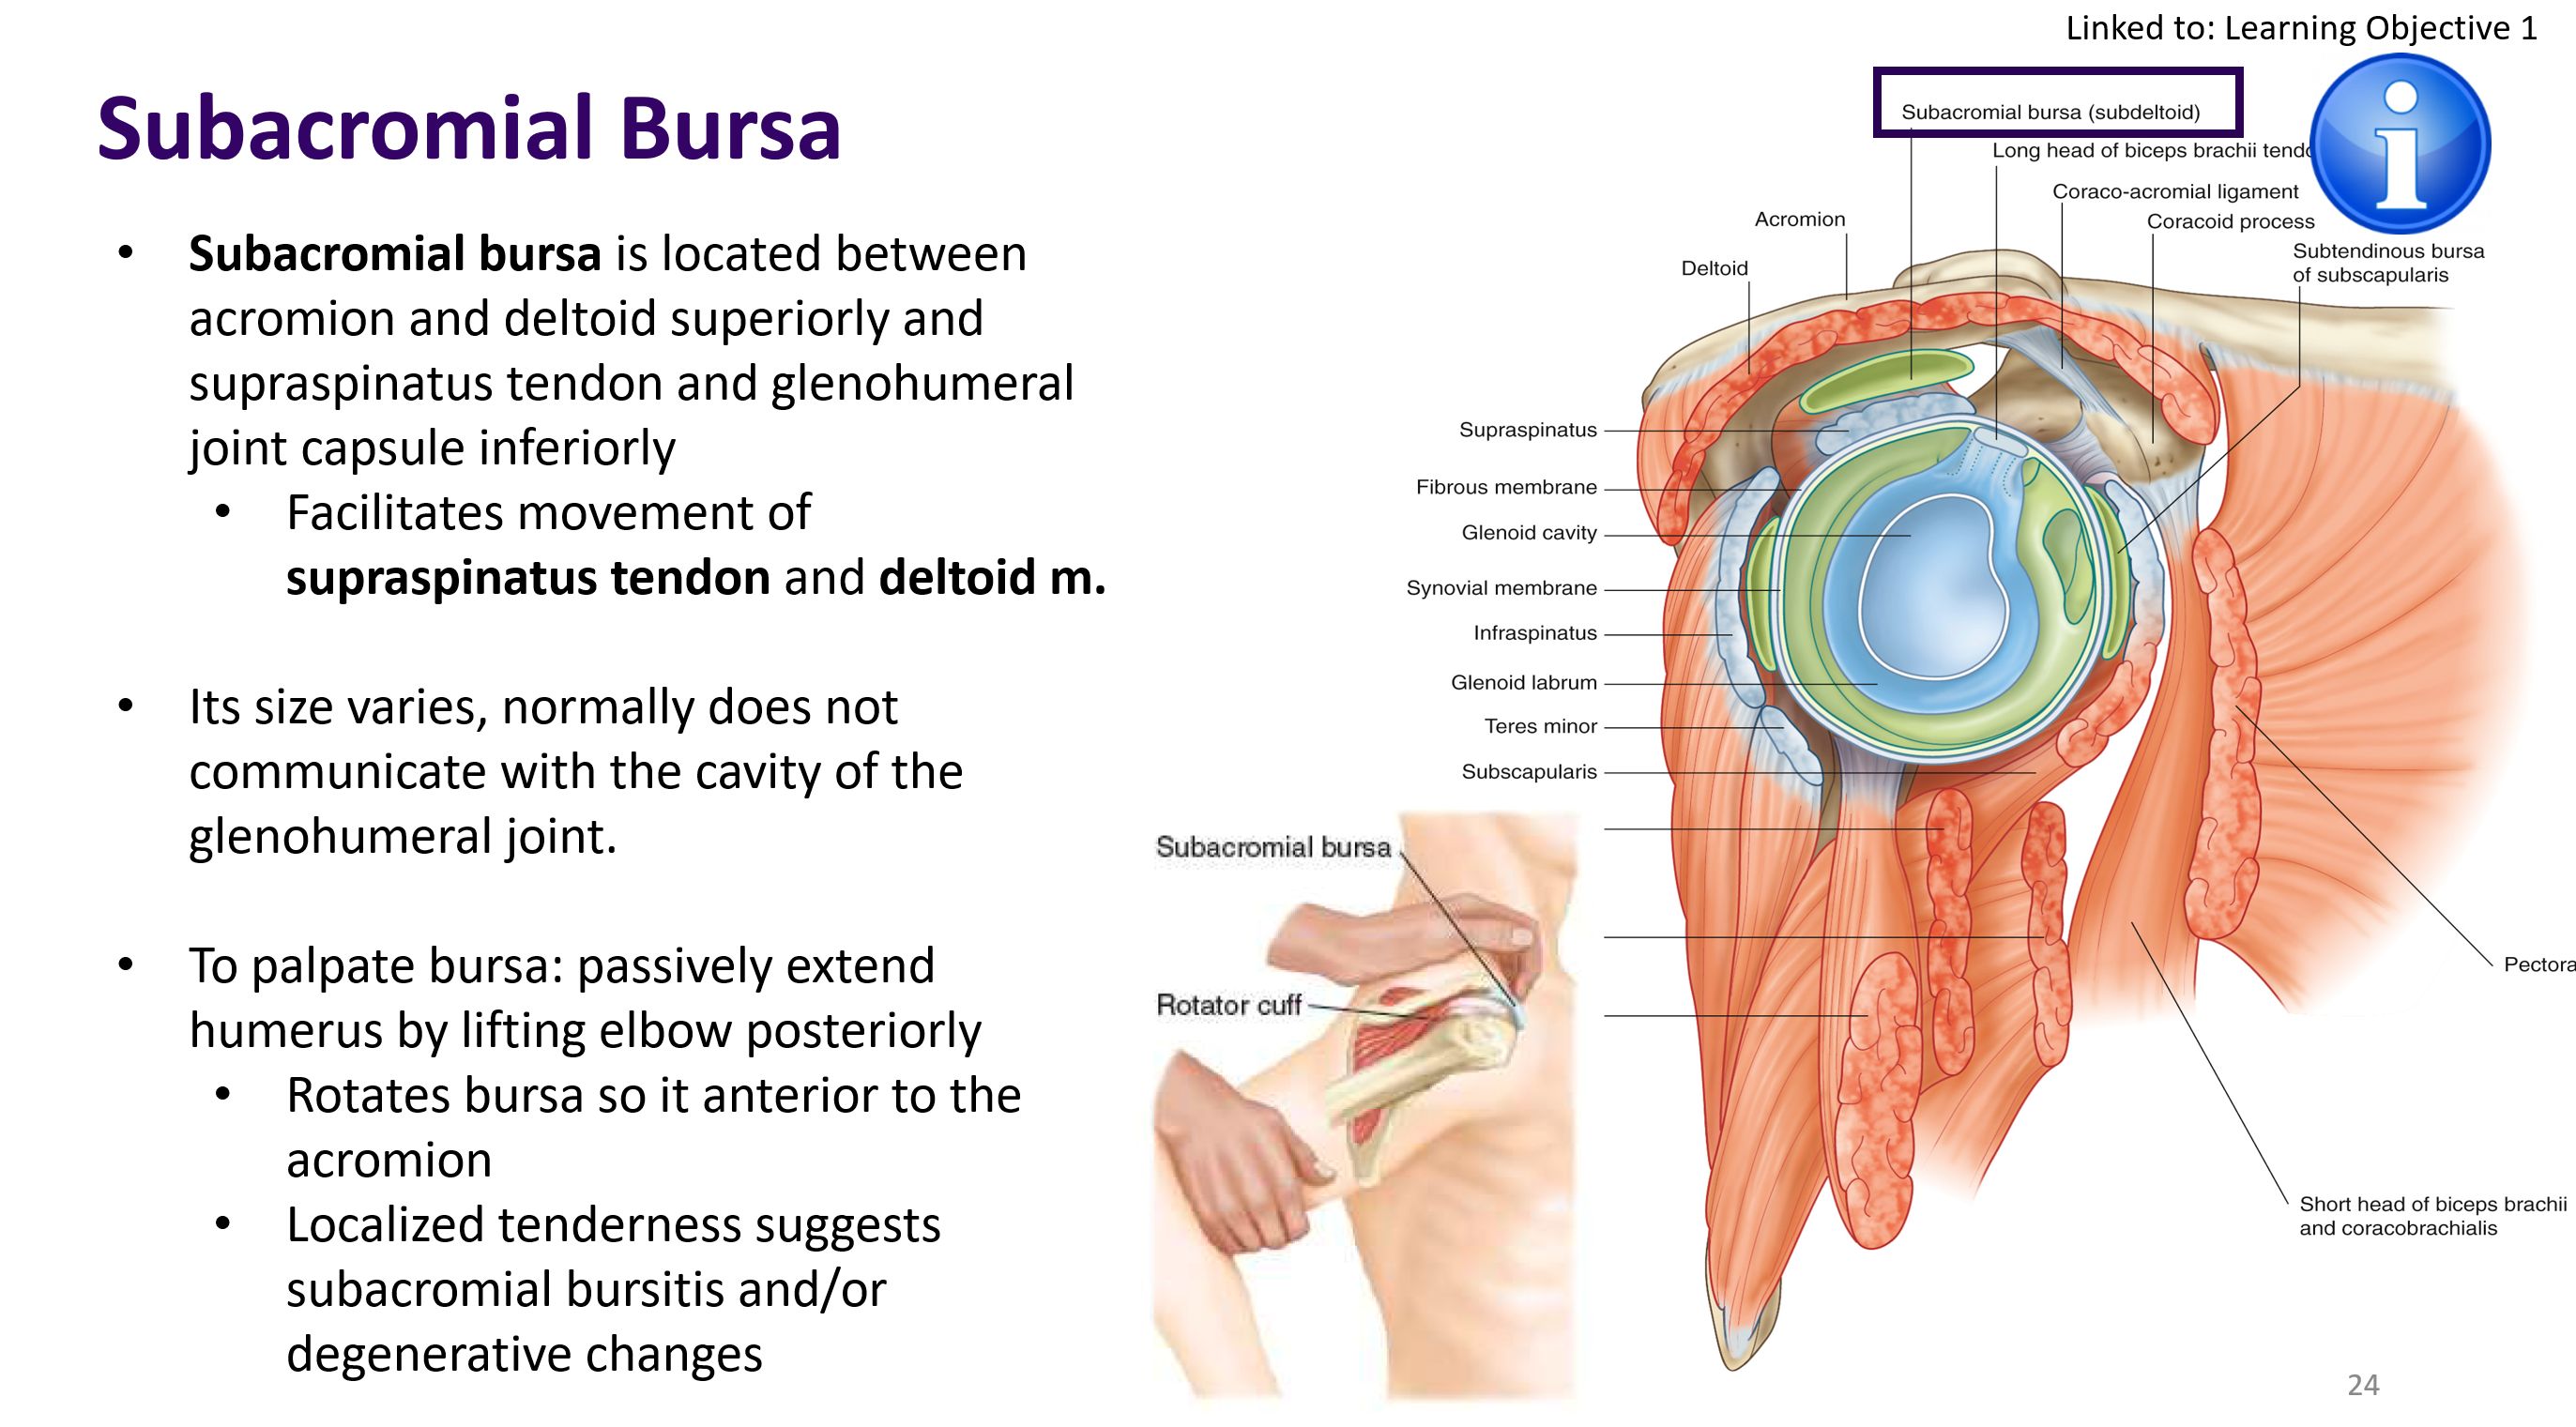 Linked to: Learning Objective 1
Subacromial Bursa
• Subacromial bursa is located between
acromion and deltoid superiorly and
supraspinatus tendon and glenohumeral
joint capsule inferiorly
• Facilitates movement of
supraspinatus tendon and deltoid m.
• Its size varies, normally does not
communicate with the cavity of the
glenohumeral joint.
• To palpate bursa: passively extend
humerus by lifting elbow posteriorly
• Rotates bursa so it anterior to the
acromion
• Localized tenderness suggests
subacromial bursitis and/or
degenerative changes
Subacromial bursa (subdeltoid)
Long head of biceps brachii tendo
Coraco-acromial ligament
Acromion
Coracoid process
Deltoid
Subtendinous bursa
of subscapularis
Supraspinatus
Fibrous membrane
Glenoid cavity
Synovial membrane
Infraspinatus
Glenoid labrum
Teres minor
Subscapularis
Pectora
Short head of biceps brachii
and coracobrachialis
Subacromial bursa
Rotator cuff
24